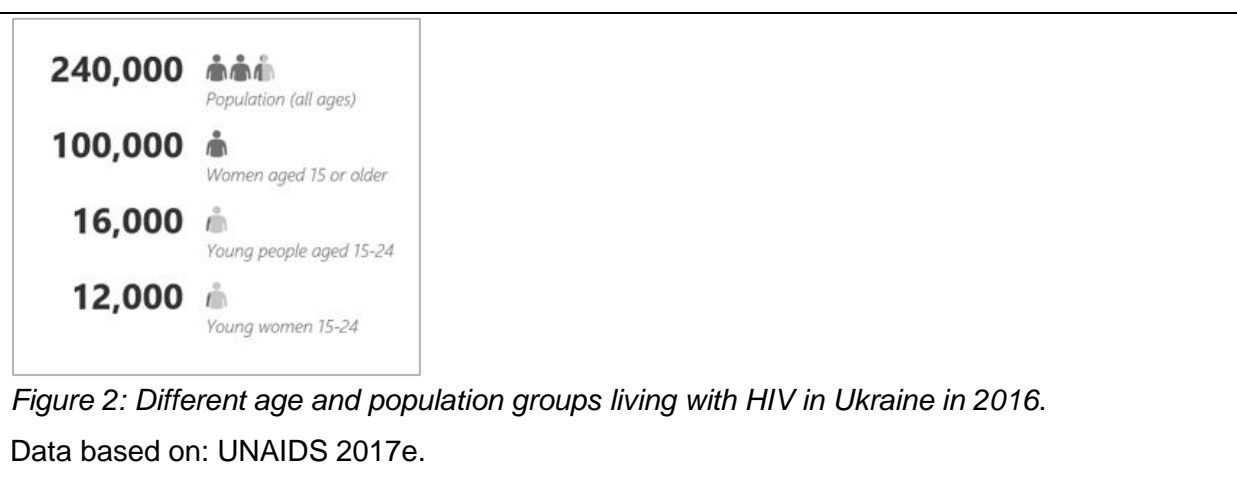 240,000
Population (all ages)
100,000
Women aged 15 or older
16,000
Young people aged 15-24
12,000
Young women 15-24
Figure 2: Different age and population groups living with HIV in Ukraine in 2016.
Data based on: UNAIDS 2017e.